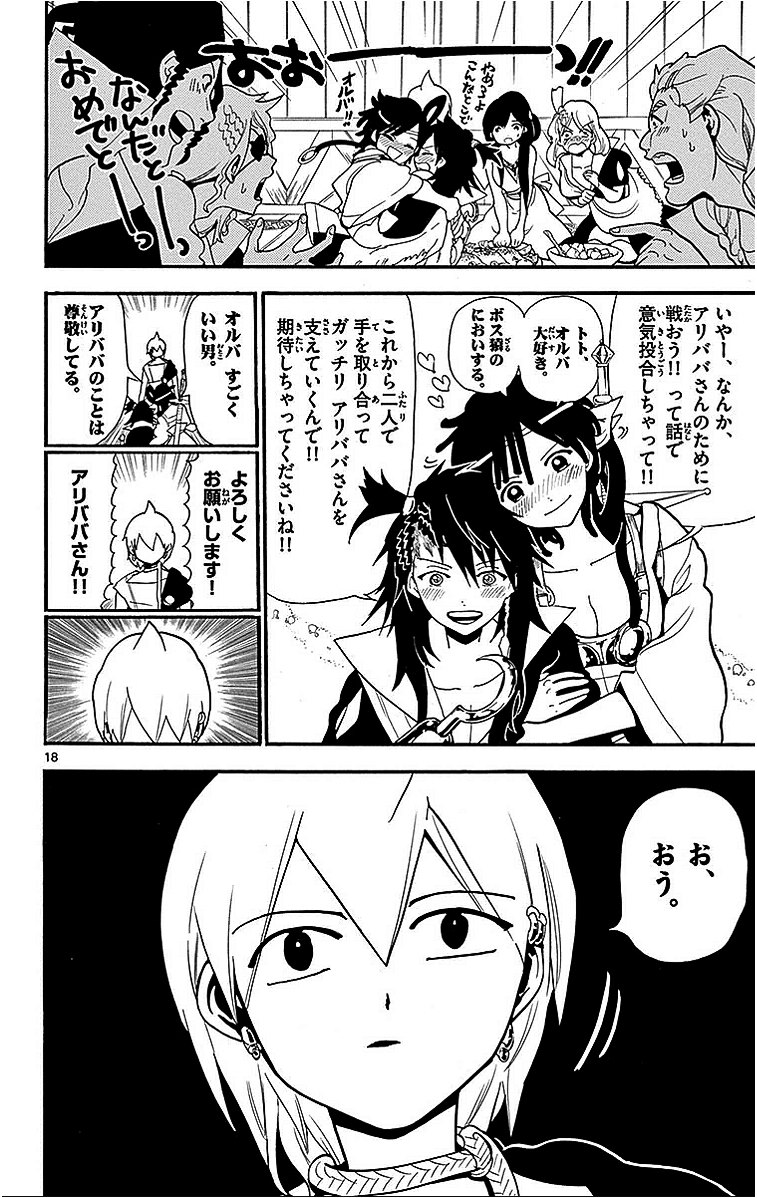 おおーーーっ!!
やめろよ
こんなとこで
オルバ!!
なんだとーーっ
おめでとーーっ
いやー、なんか、
アリババさんのために
戦おう!!って話で
意気投合しちゃって!!
トト、
オルバ
大好き。
ボス猿の
においする。
これから二人で
手を取り合って
ガッチリアリババさんを
支えていくんで!!
期待しちゃってくださいね!!
オルバ すごく
いい男。
アリババのことは
尊敬してる。
よろしく
お願いします!
アリババさん!!
18
お、
おう。